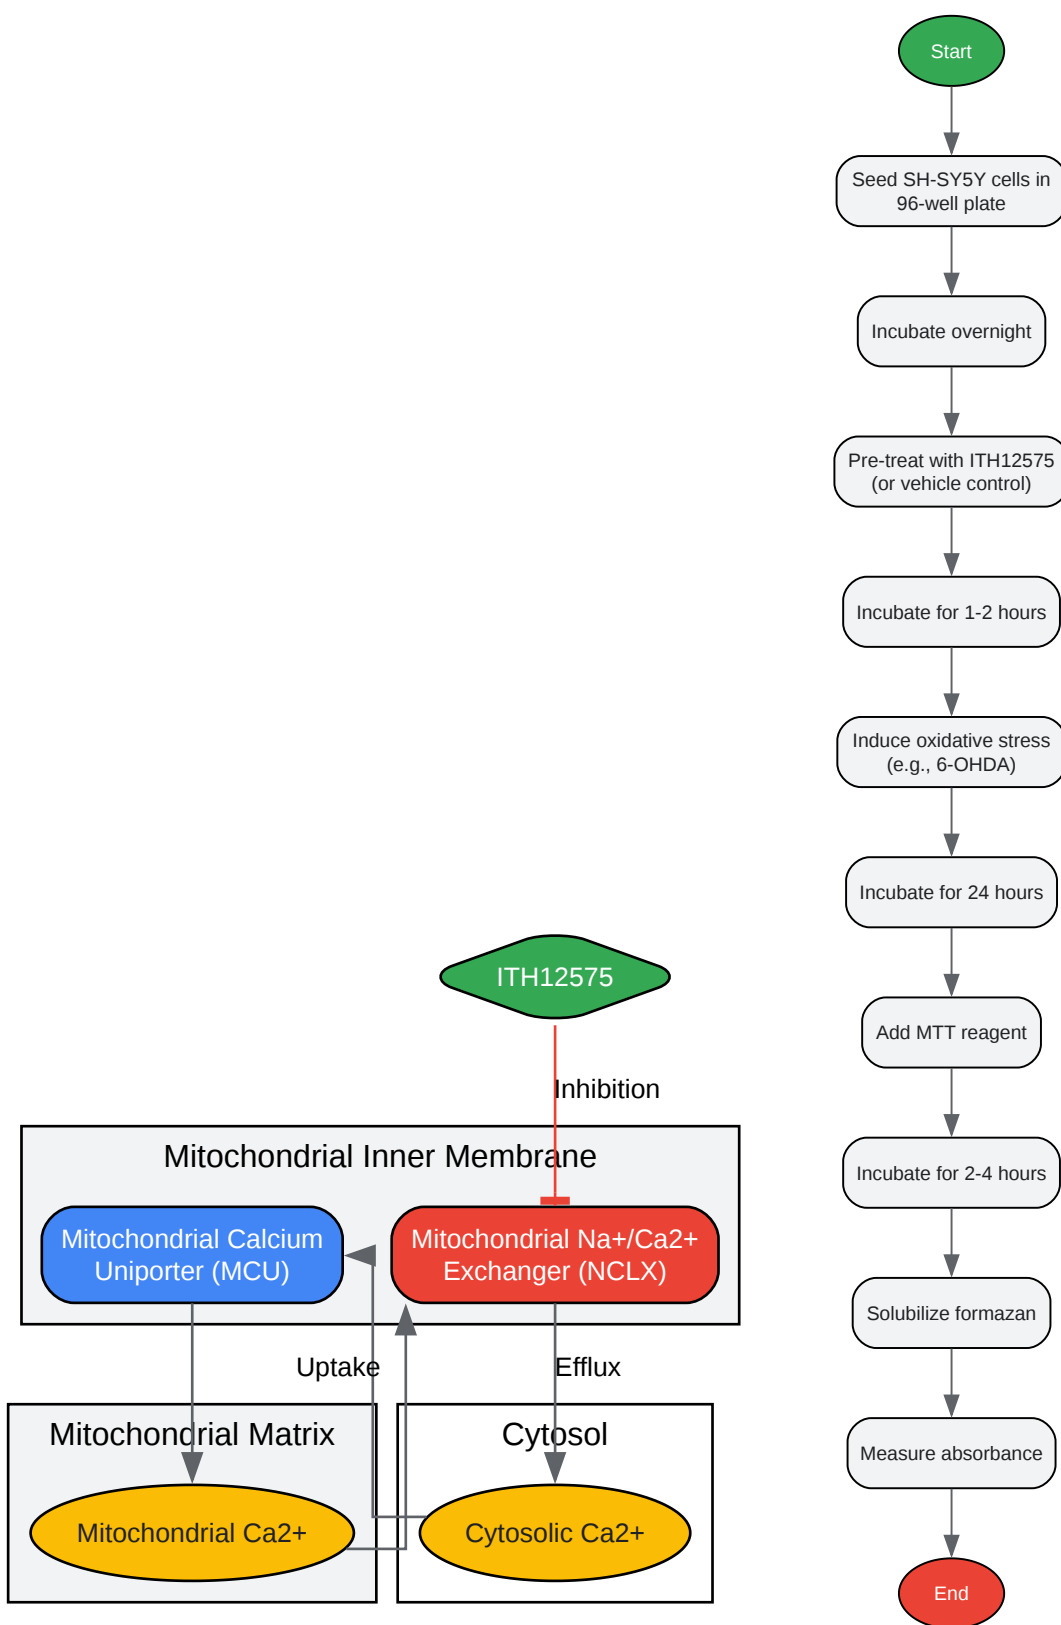 Start
Seed SH-SY5Y cells in
96-well plate
Incubate overnight
Pre-treat with ITH12575
(or vehicle control)
Incubate for 1-2 hours
Induce oxidative stress
(e.g., 6-OHDA)
Incubate for 24 hours
Add MTT reagent
Incubate for 2-4 hours
Solubilize formazan
Measure absorbance
End
ITH12575
Inhibition
Mitochondrial Inner Membrane
Mitochondrial Calcium
Uniporter (MCU)
Mitochondrial Na+/Ca2+
Exchanger (NCLX)
Uptake
Efflux
Mitochondrial Matrix
Mitochondrial Ca2+
Cytosol
Cytosolic Ca2+